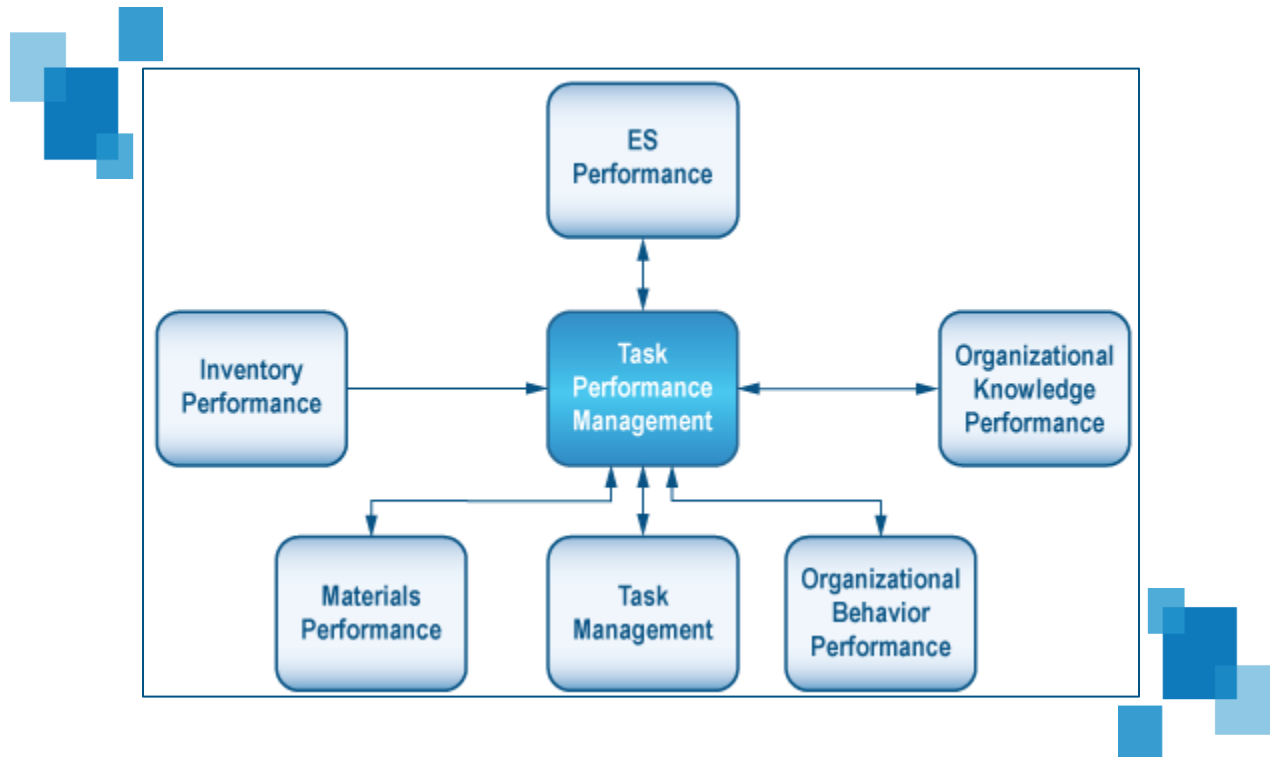 ES
Performance
Inventory
Performance
Task
Performance
Management
Organizational
Knowledge
Performance
Materials
Performance
Task
Management
Organizational
Behavior
Performance